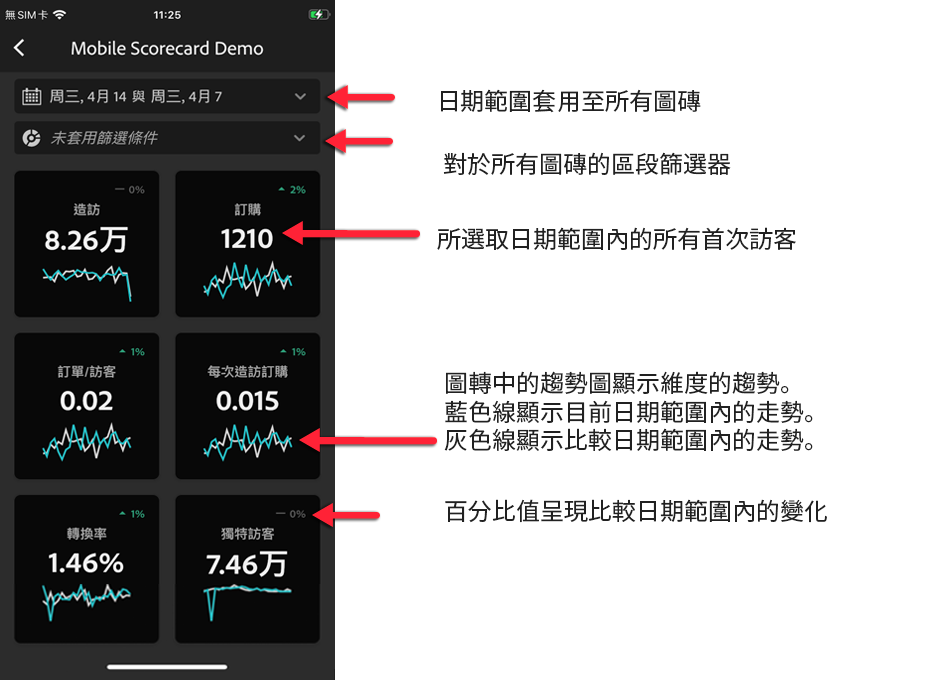 無SIM卡 11:25
Mobile Scorecard Demo
周三, 4月 14 與 周三, 4月 7
日期範圍套用至所有圖磚
未套用篩選條件
對於所有圖磚的區段篩選器
0%
造訪
8.26万
2%
訂購
1210
所選取日期範圍內的所有首次訪客
1%
訂單/訪客
0.02
1%
每次造訪訂購
0.015
圖轉中的趨勢圖顯示維度的趨勢。
藍色線顯示目前日期範圍內的走勢。
灰色線顯示比較日期範圍內的走勢。
1%
轉換率
1.46%
0%
獨特訪客
7.46万
百分比值呈現比較日期範圍內的變化